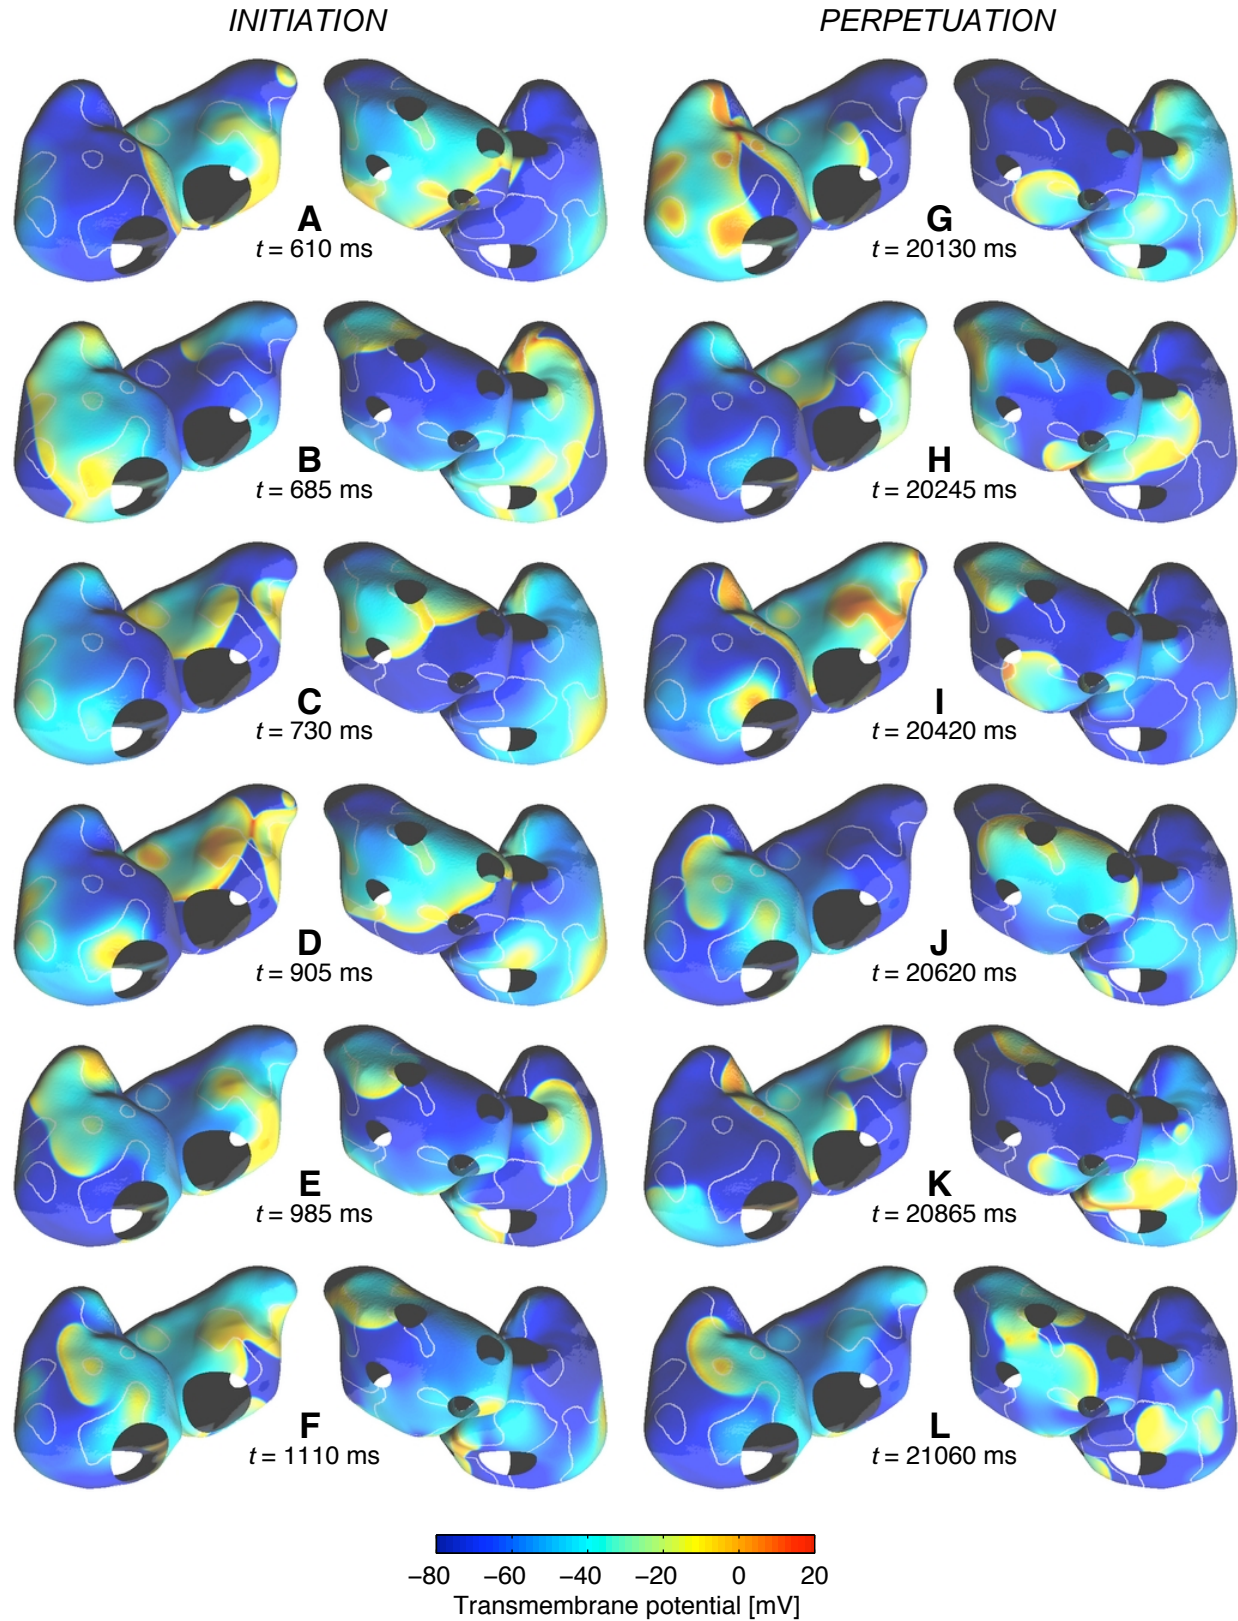 INITIATION
PERPETUATION
A
t = 610 ms
G
t = 20130 ms
B
t = 685 ms
H
t = 20245 ms
C
t = 730 ms
I
t = 20420 ms
D
t = 905 ms
J
t = 20620 ms
E
t = 985 ms
K
t = 20865 ms
F
t = 1110 ms
L
t = 21060 ms
−80 −60 −40 −20 0 20
Transmembrane potential [mV]